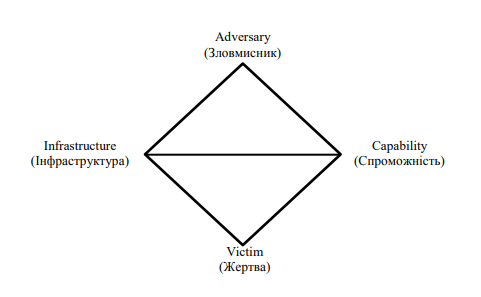 Adversary
(Зловмисник)
Infrastructure
(Інфраструктура)
Capability
(Спроможність)
Victim
(Жертва)